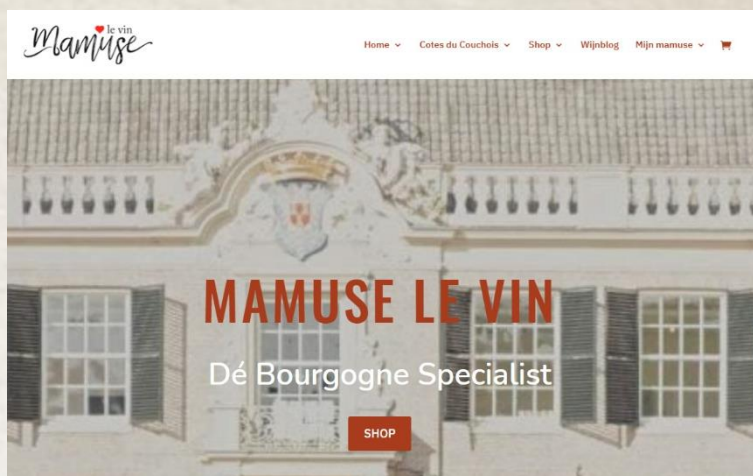 le vin
Mamuse
Home Cotes du Couchois Shop Wijnblog Mijn mamuse
MAMUSE LE VIN
Dé Bourgogne Specialist
SHOP